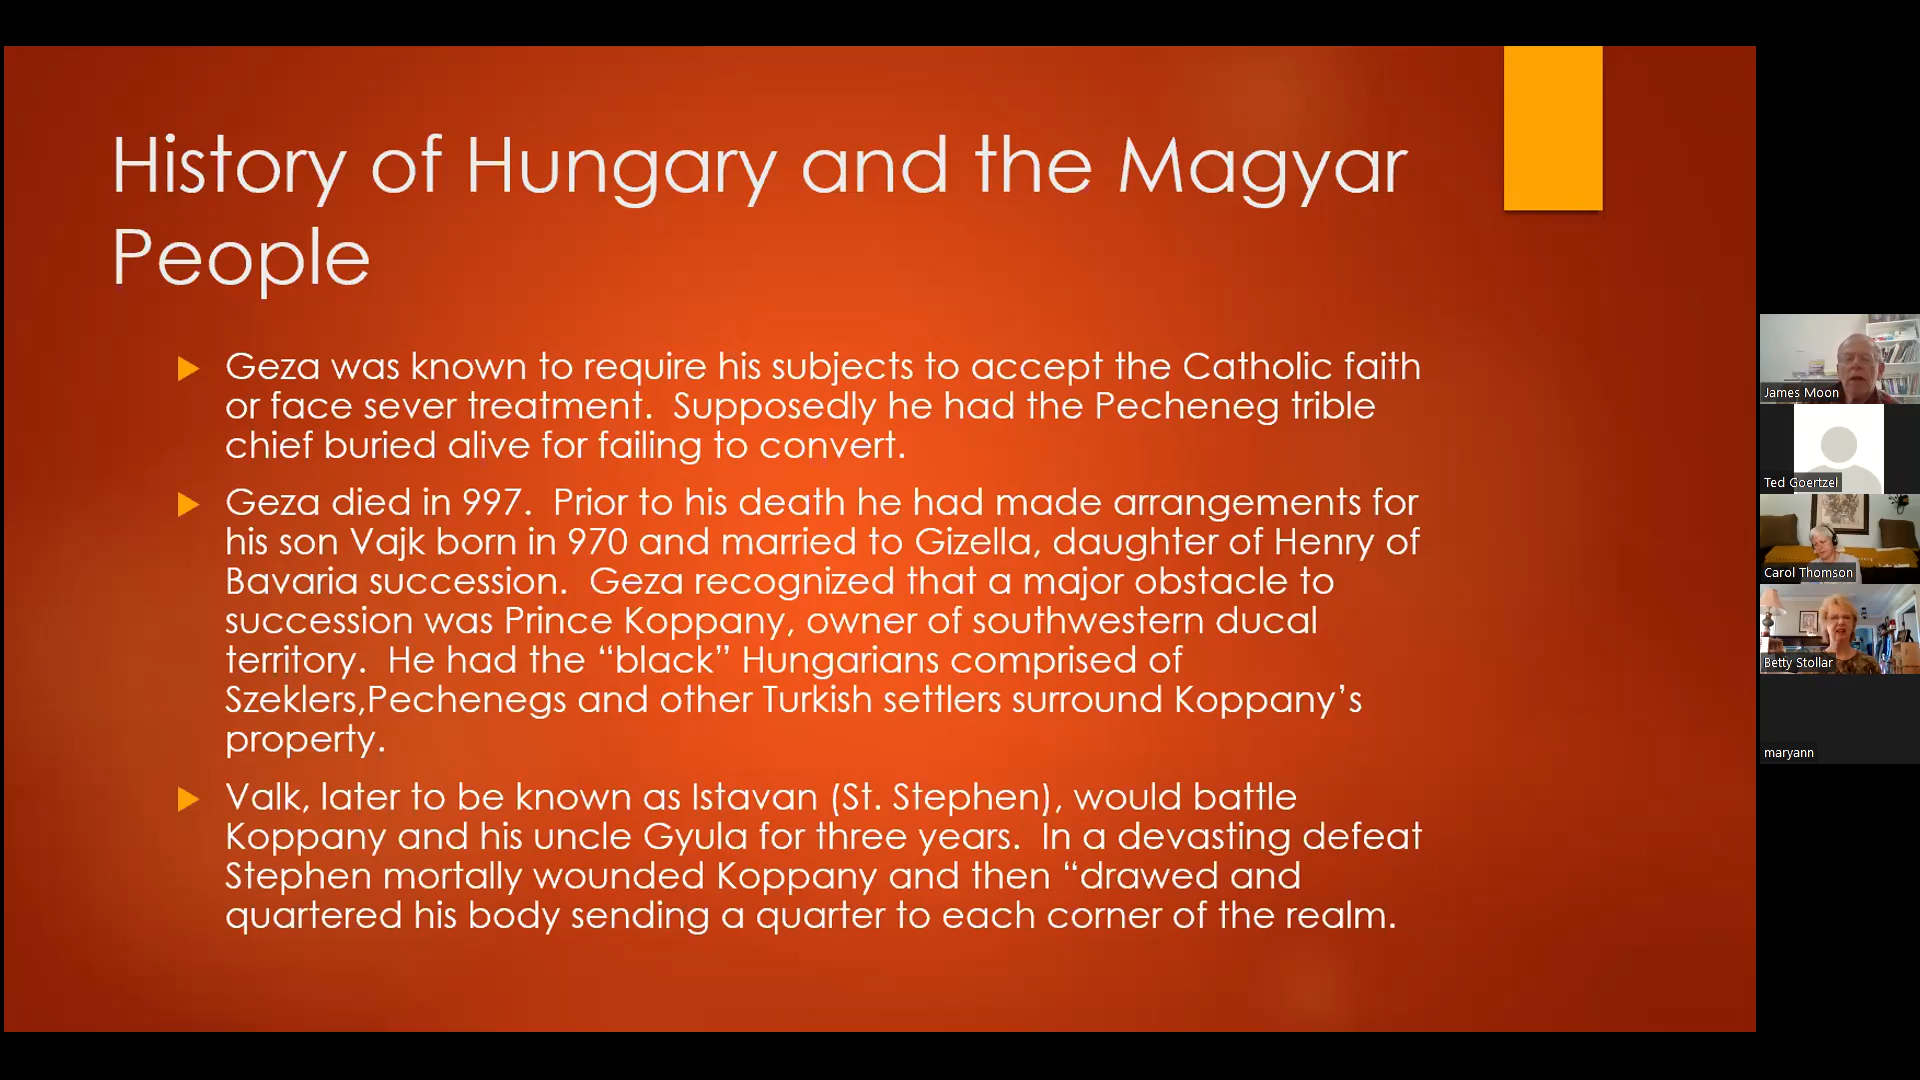 History of Hungary and the Magyar
People
Geza was known to require his subjects to accept the Catholic faith
or face sever treatment.  Supposedly he had the Pecheneg trible
chief buried alive for failing to convert.
Geza died in 997.  Prior to his death he had made arrangements for
his son Vajk born in 970 and married to Gizella, daughter of Henry of
Bavaria succession.  Geza recognized that a major obstacle to
succession was Prince Koppany, owner of southwestern ducal
territory.  He had the “black” Hungarians comprised of
Szeklers,Pechenegs and other Turkish settlers surround Koppany’s
property.
Valk, later to be known as Istavan (St. Stephen), would battle
Koppany and his uncle Gyula for three years.  In a devasting defeat
Stephen mortally wounded Koppany and then “drawed and
quartered his body sending a quarter to each corner of the realm.
James Moon
Ted Goertzel
Carol Thomson
Betty Stollar
maryann